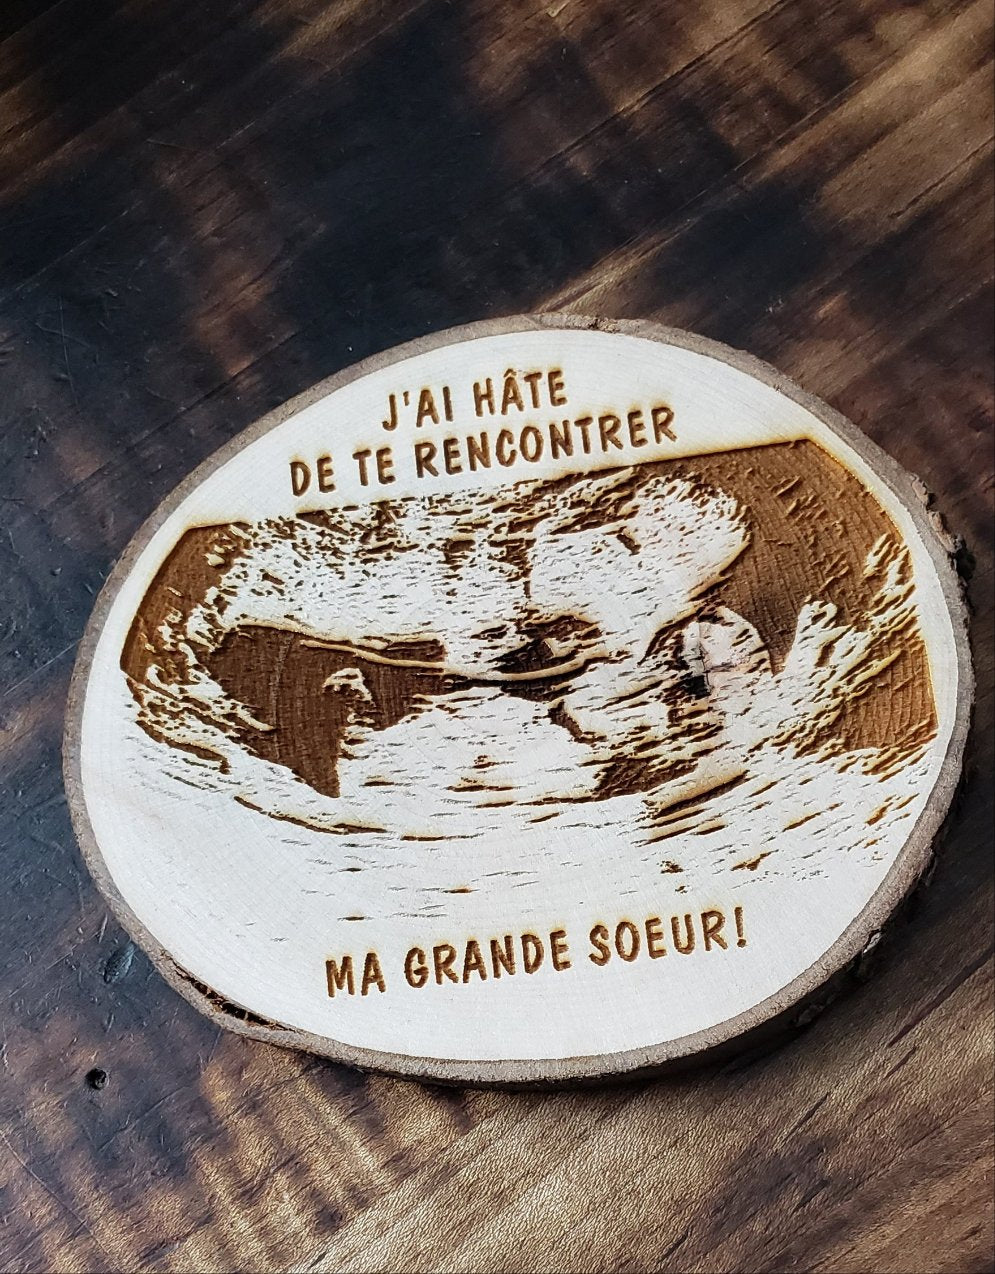 J'AI HÂTE
DE TE RENCONTRER
MA GRANDE SOEUR!